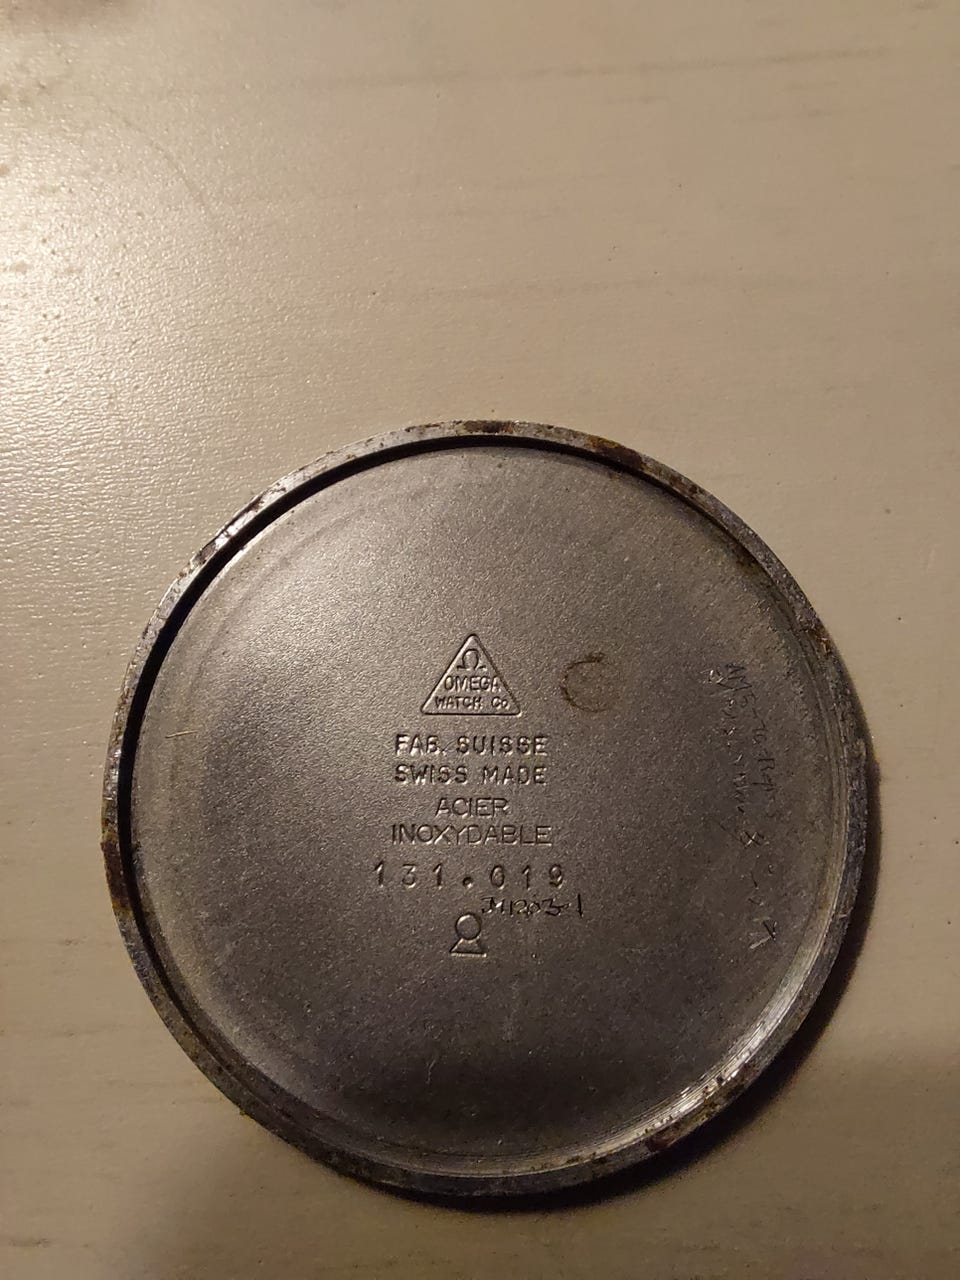 Ω
OMEGA
WATCH Co
FAB. SUISSE
SWISS MADE
ACIER
INOXYDABLE
131.019